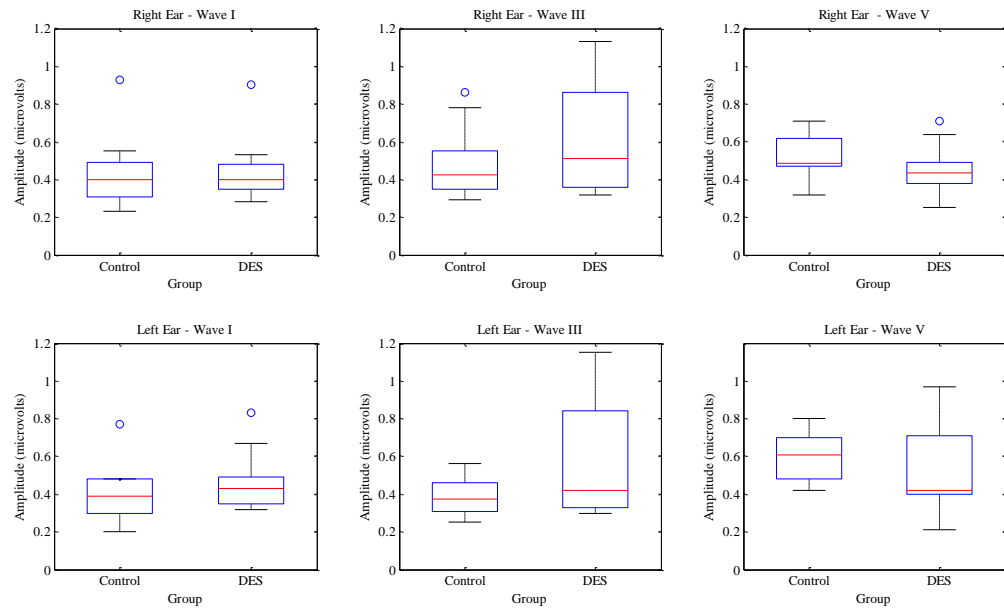 Right Ear - Wave I
Right Ear - Wave III
Right Ear - Wave V
1.2
1
0.8
0.6
0.4
0.2
0
Amplitude (microvolts)
Control
DES
Group
1.2
1
0.8
0.6
0.4
0.2
0
Amplitude (microvolts)
Control
DES
Group
1.2
1
0.8
0.6
0.4
0.2
0
Amplitude (microvolts)
Control
DES
Group
Left Ear - Wave I
Left Ear - Wave III
Left Ear - Wave V
1.2
1
0.8
0.6
0.4
0.2
0
Amplitude (microvolts)
Control
DES
Group
1.2
1
0.8
0.6
0.4
0.2
0
Amplitude (microvolts)
Control
DES
Group
1.2
1
0.8
0.6
0.4
0.2
0
Amplitude (microvolts)
Control
DES
Group